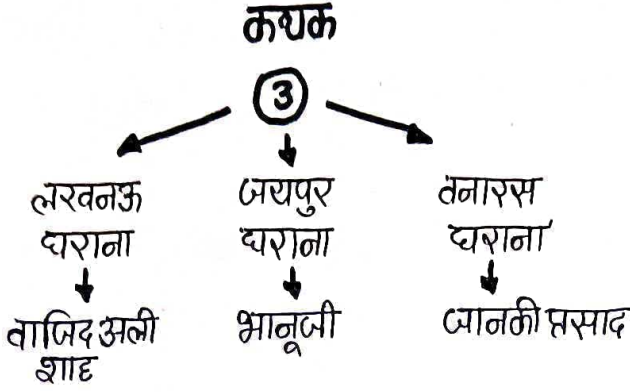 कथक
3
लखनऊ जयपुर बनारस
घराना घराना घराना
वाजिद अली भानूजी जानकी प्रसाद
शाह